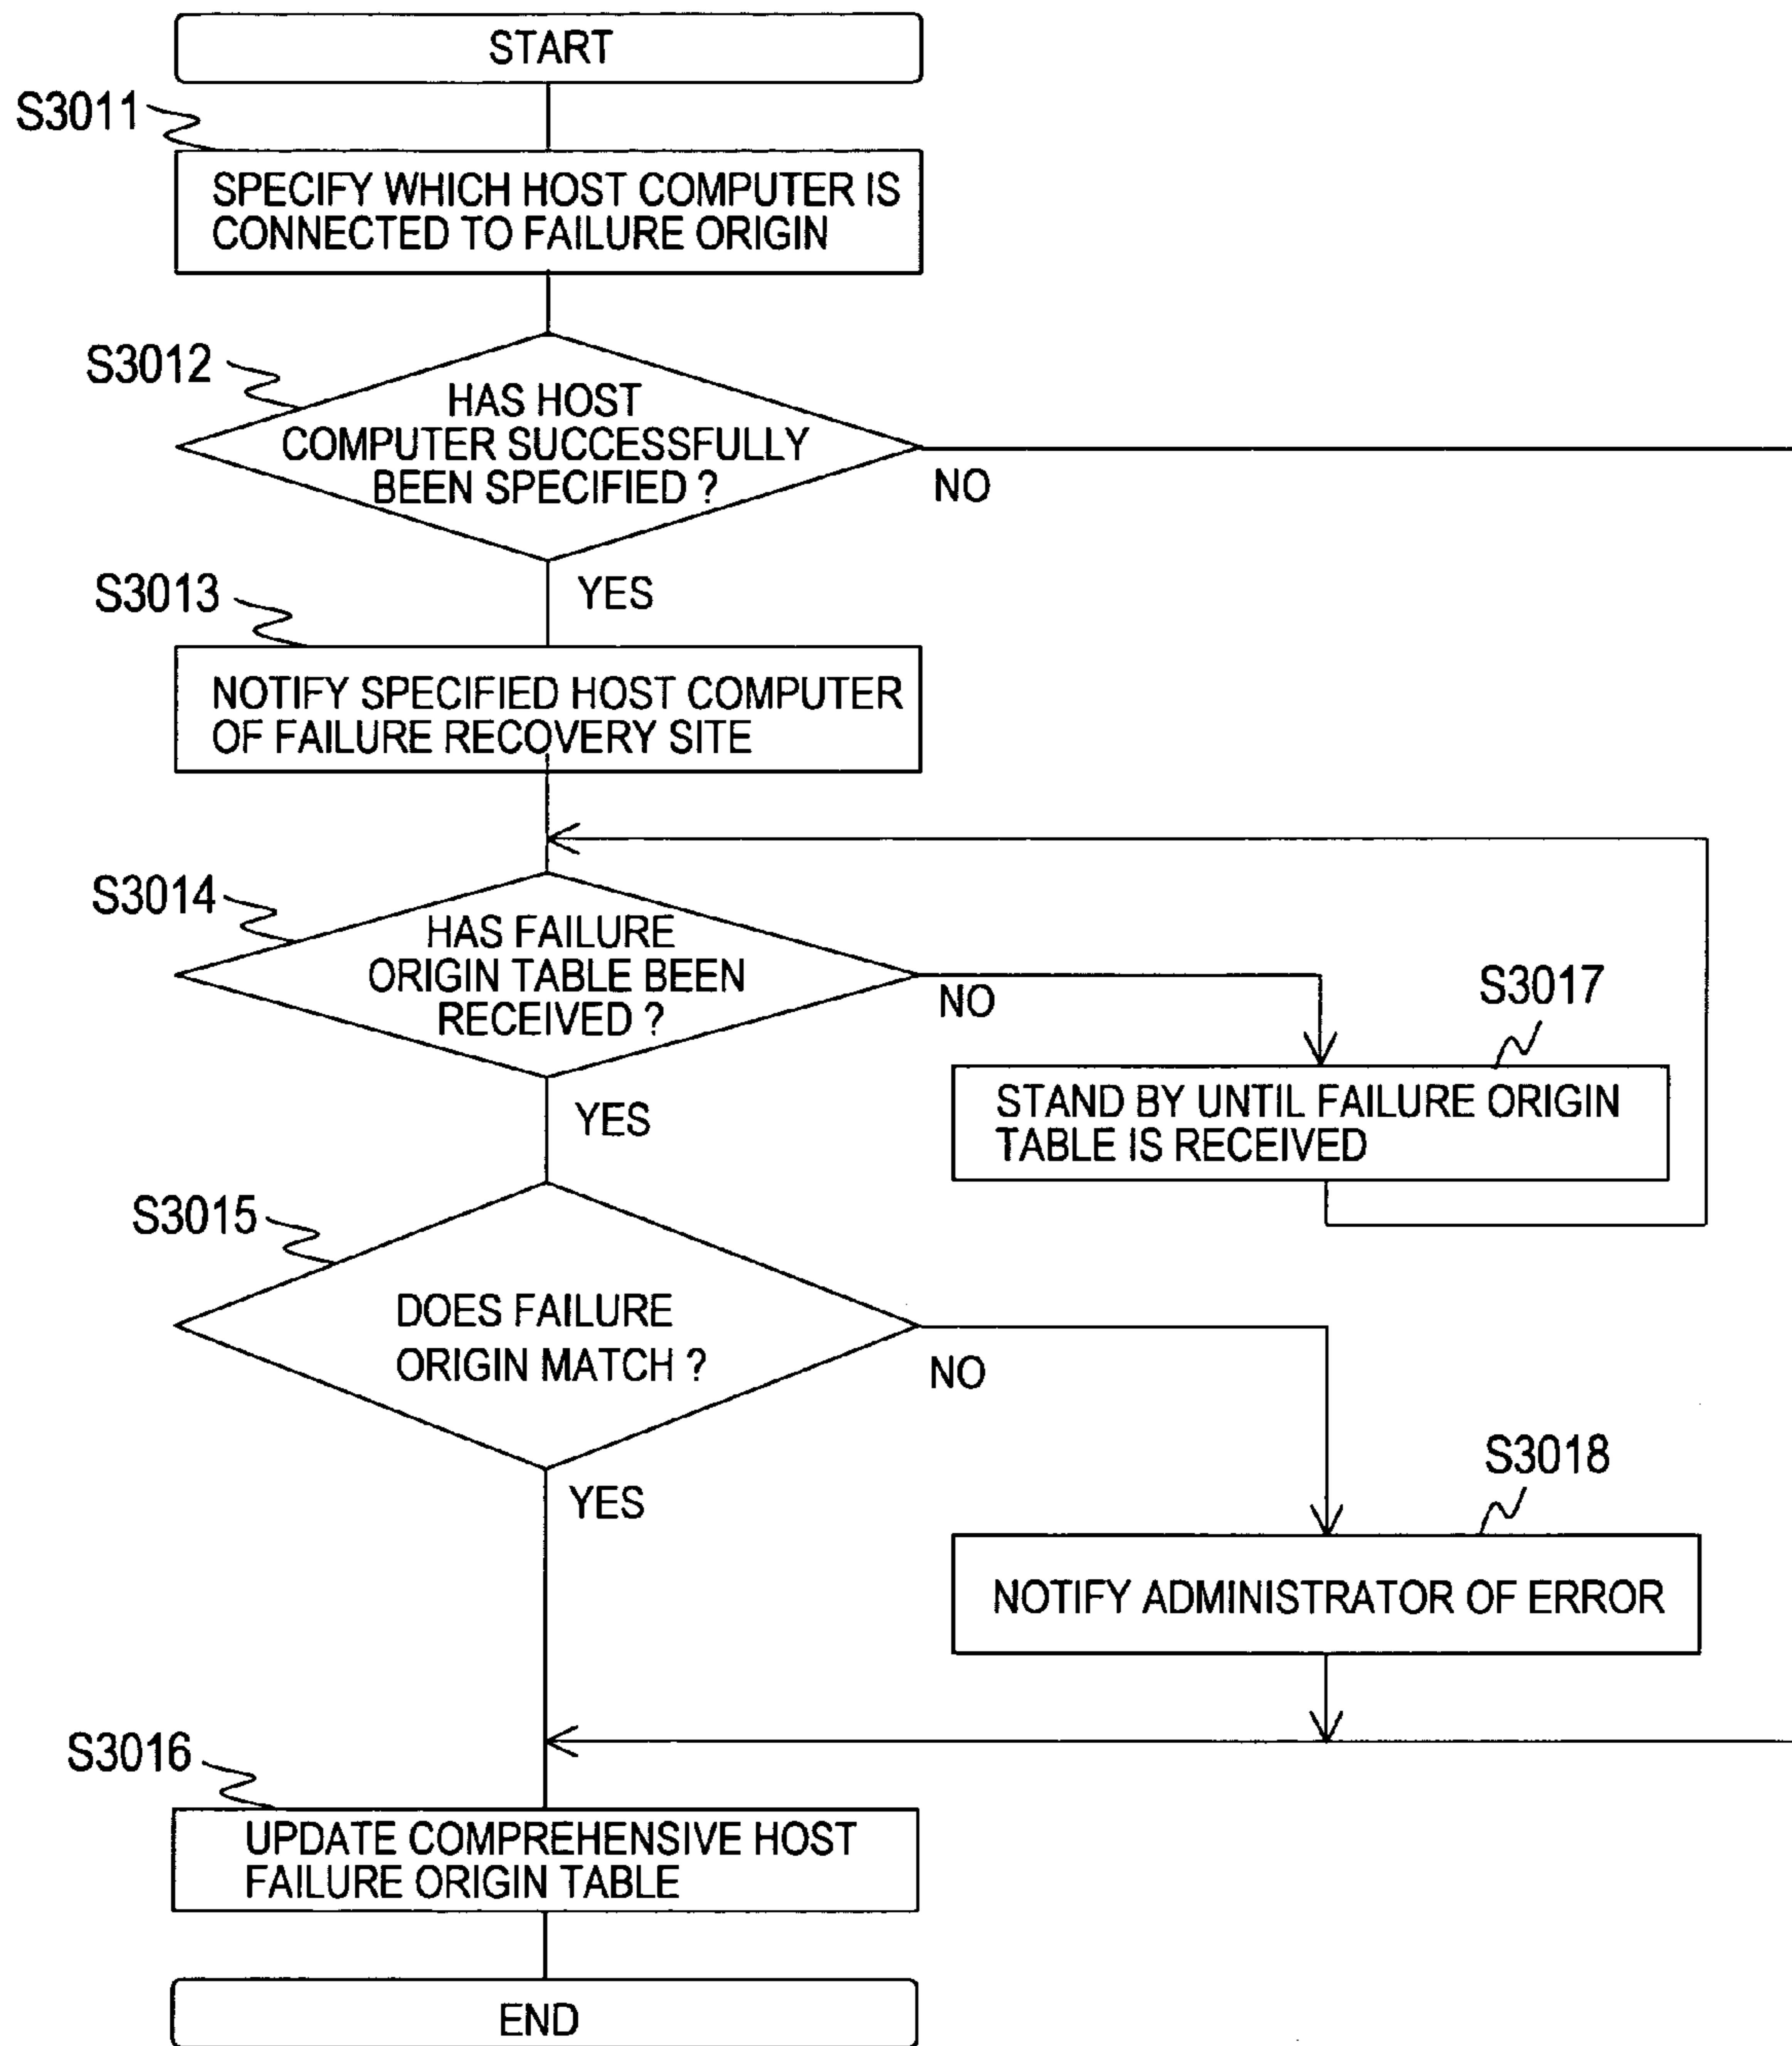 START
S3011
SPECIFY WHICH HOST COMPUTER IS
CONNECTED TO FAILURE ORIGIN
S3012
HAS HOST
COMPUTER SUCCESSFULLY
BEEN SPECIFIED ?
NO
YES
S3013
NOTIFY SPECIFIED HOST COMPUTER
OF FAILURE RECOVERY SITE
S3014
HAS FAILURE
ORIGIN TABLE BEEN
RECEIVED ?
NO
S3017
STAND BY UNTIL FAILURE ORIGIN
TABLE IS RECEIVED
YES
S3015
DOES FAILURE
ORIGIN MATCH ?
NO
YES
S3018
NOTIFY ADMINISTRATOR OF ERROR
S3016
UPDATE COMPREHENSIVE HOST
FAILURE ORIGIN TABLE
END